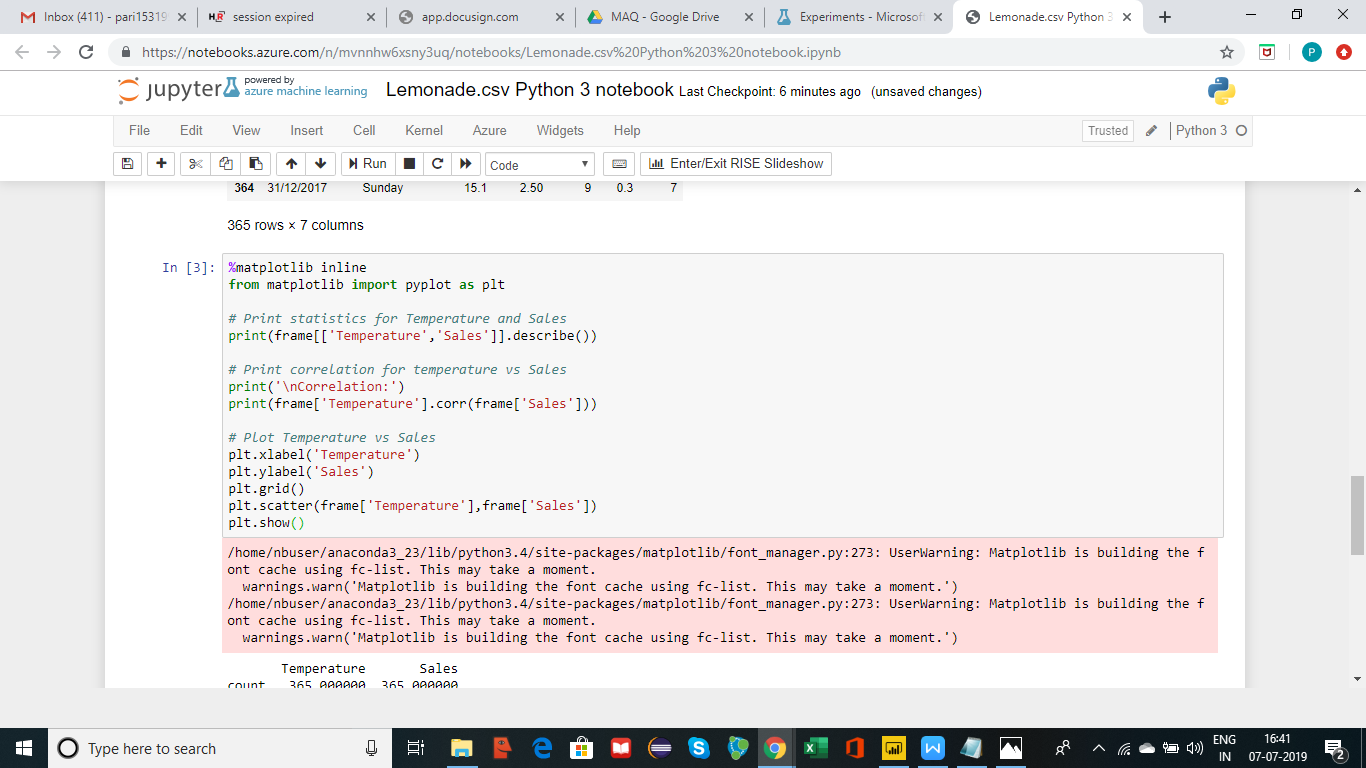 Inbox (411) - pari15319
session expired
app.docusign.com
MAQ - Google Drive
Experiments - Microsof
Lemonade.csv Python 3
https://notebooks.azure.com/n/mvnnhw6xsny3uq/notebooks/Lemonade.csv%20Python%203%20notebook.ipynb
P
jupyter
powered by
azure machine learning
Lemonade.csv Python 3 notebook Last Checkpoint: 6 minutes ago (unsaved changes)
File Edit View Insert Cell Kernel Azure Widgets Help
Trusted
Python 3
Run
Code
Enter/Exit RISE Slideshow
364 31/12/2017 Sunday 15.1 2.50 9 0.3 7
365 rows × 7 columns
In [3]:
%matplotlib inline
from matplotlib import pyplot as plt
# Print statistics for Temperature and Sales
print(frame[['Temperature','Sales']].describe())
# Print correlation for temperature vs Sales
print('\nCorrelation:')
print(frame['Temperature'].corr(frame['Sales']))
# Plot Temperature vs Sales
plt.xlabel('Temperature')
plt.ylabel('Sales')
plt.grid()
plt.scatter(frame['Temperature'],frame['Sales'])
plt.show()
/home/nbuser/anaconda3_23/lib/python3.4/site-packages/matplotlib/font_manager.py:273: UserWarning: Matplotlib is building the f
ont cache using fc-list. This may take a moment.
warnings.warn('Matplotlib is building the font cache using fc-list. This may take a moment.')
/home/nbuser/anaconda3_23/lib/python3.4/site-packages/matplotlib/font_manager.py:273: UserWarning: Matplotlib is building the f
ont cache using fc-list. This may take a moment.
warnings.warn('Matplotlib is building the font cache using fc-list. This may take a moment.')
Temperature Sales
count 365.000000 365.000000
Type here to search
ENG
IN
16:41
07-07-2019
2